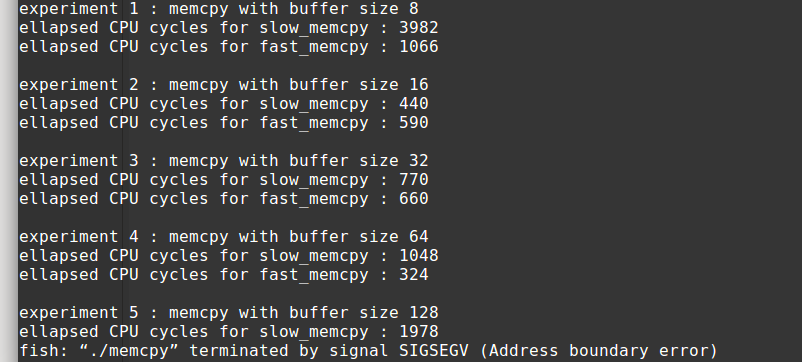 experiment 1 : memcpy with buffer size 8
ellapsed CPU cycles for slow_memcpy : 3982
ellapsed CPU cycles for fast_memcpy : 1066
experiment 2 : memcpy with buffer size 16
ellapsed CPU cycles for slow_memcpy : 440
ellapsed CPU cycles for fast_memcpy : 590
experiment 3 : memcpy with buffer size 32
ellapsed CPU cycles for slow_memcpy : 770
ellapsed CPU cycles for fast_memcpy : 660
experiment 4 : memcpy with buffer size 64
ellapsed CPU cycles for slow_memcpy : 1048
ellapsed CPU cycles for fast_memcpy : 324
experiment 5 : memcpy with buffer size 128
ellapsed CPU cycles for slow_memcpy : 1978
fish: “./memcpy” terminated by signal SIGSEGV (Address boundary error)